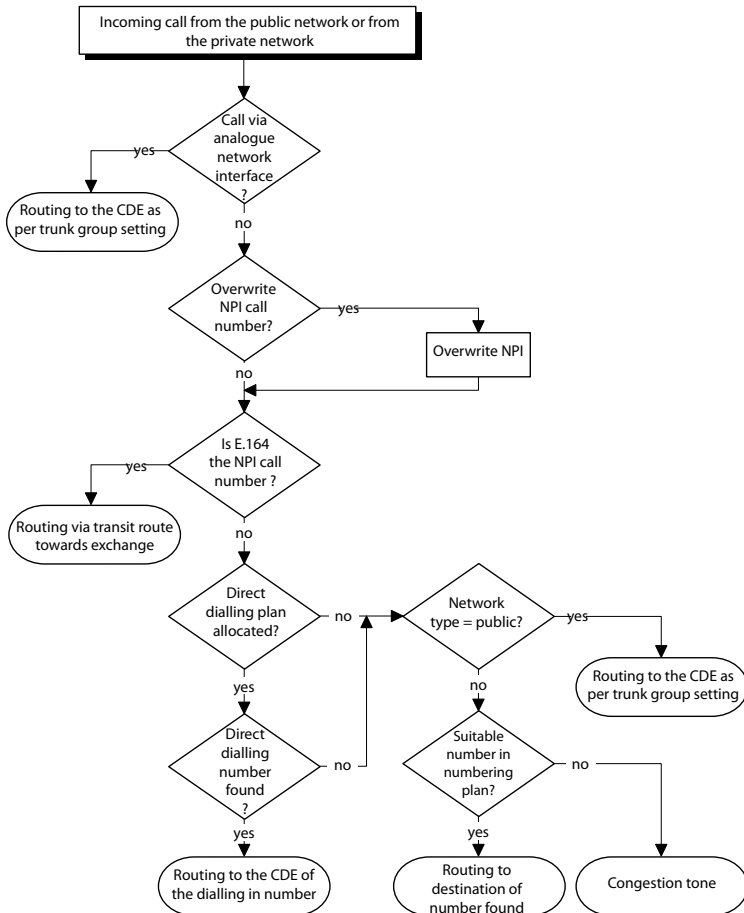 Incoming call from the public network or from
the private network
Call via
analogue
network
interface
?
yes
Routing to the CDE as
per trunk group setting
no
Overwrite
NPI call
number?
yes
Overwrite NPI
no
Is E.164
the NPI call
number ?
yes
Routing via transit route
towards exchange
no
Direct
dialling plan
allocated?
no
Network
type = public?
yes
Routing to the CDE as
per trunk group setting
yes
no
Direct
dialling
number
found
?
no
Suitable
number in
numbering
plan?
no
yes
yes
Routing to the CDE of
the dialling in number
Routing to
destination of
number found
Congestion tone